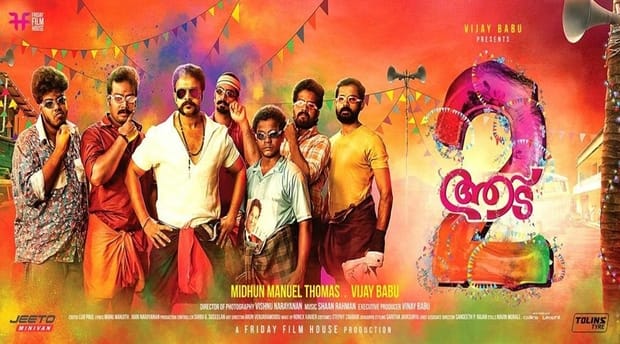 FRIDAY
FILM
HOUSE
VIJAY BABU
PRESENTS
2
ആട്
MIDHUN MANUEL THOMAS VIJAY BABU
DIRECTOR OF PHOTOGRAPHY VISHNU NARAYANAN MUSIC SHAAN RAHMAN EXECUTIVE PRODUCER VINAY BABU
A FRIDAY FILM HOUSE PRODUCTION
JEETO
MINIVAN
TOLINS
TYRE